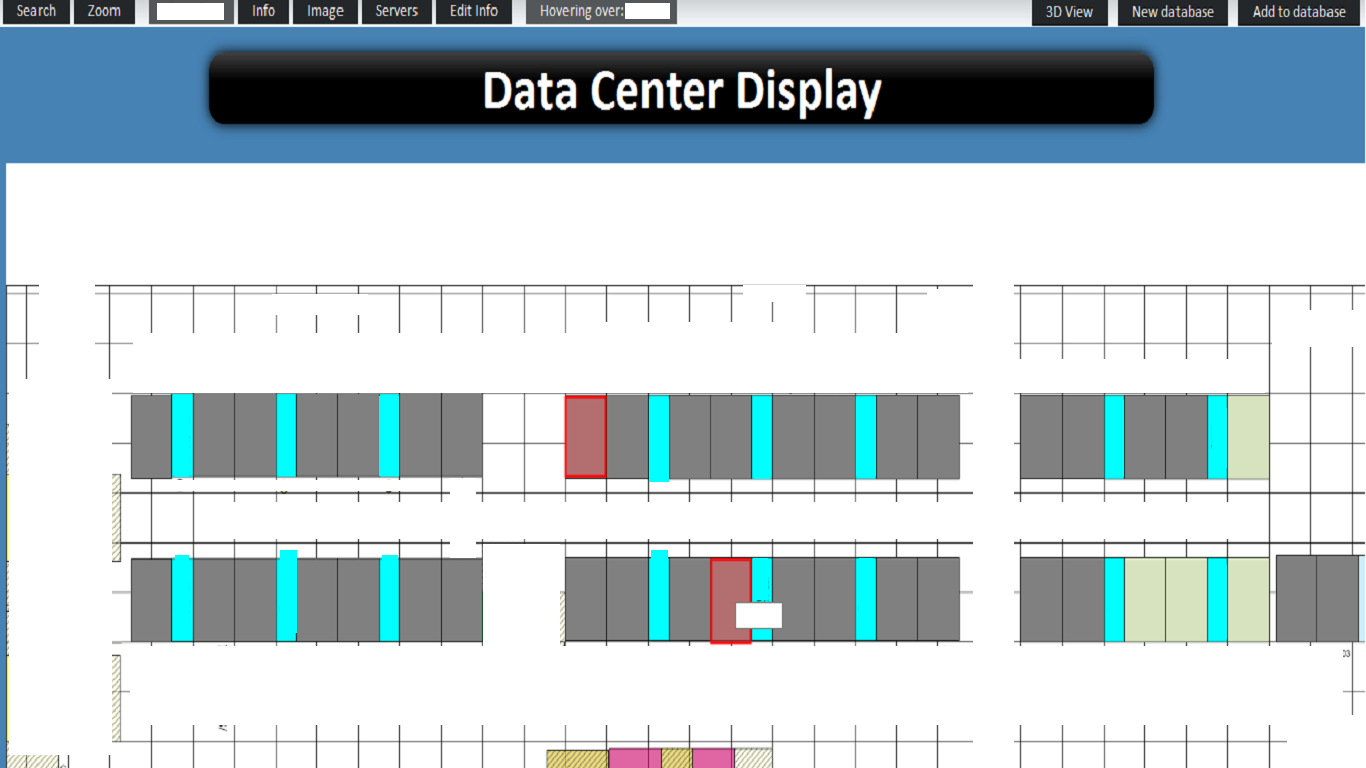 Search Zoom Info Image Servers Edit Info Hovering over: 3D View New database Add to database
Data Center Display
03